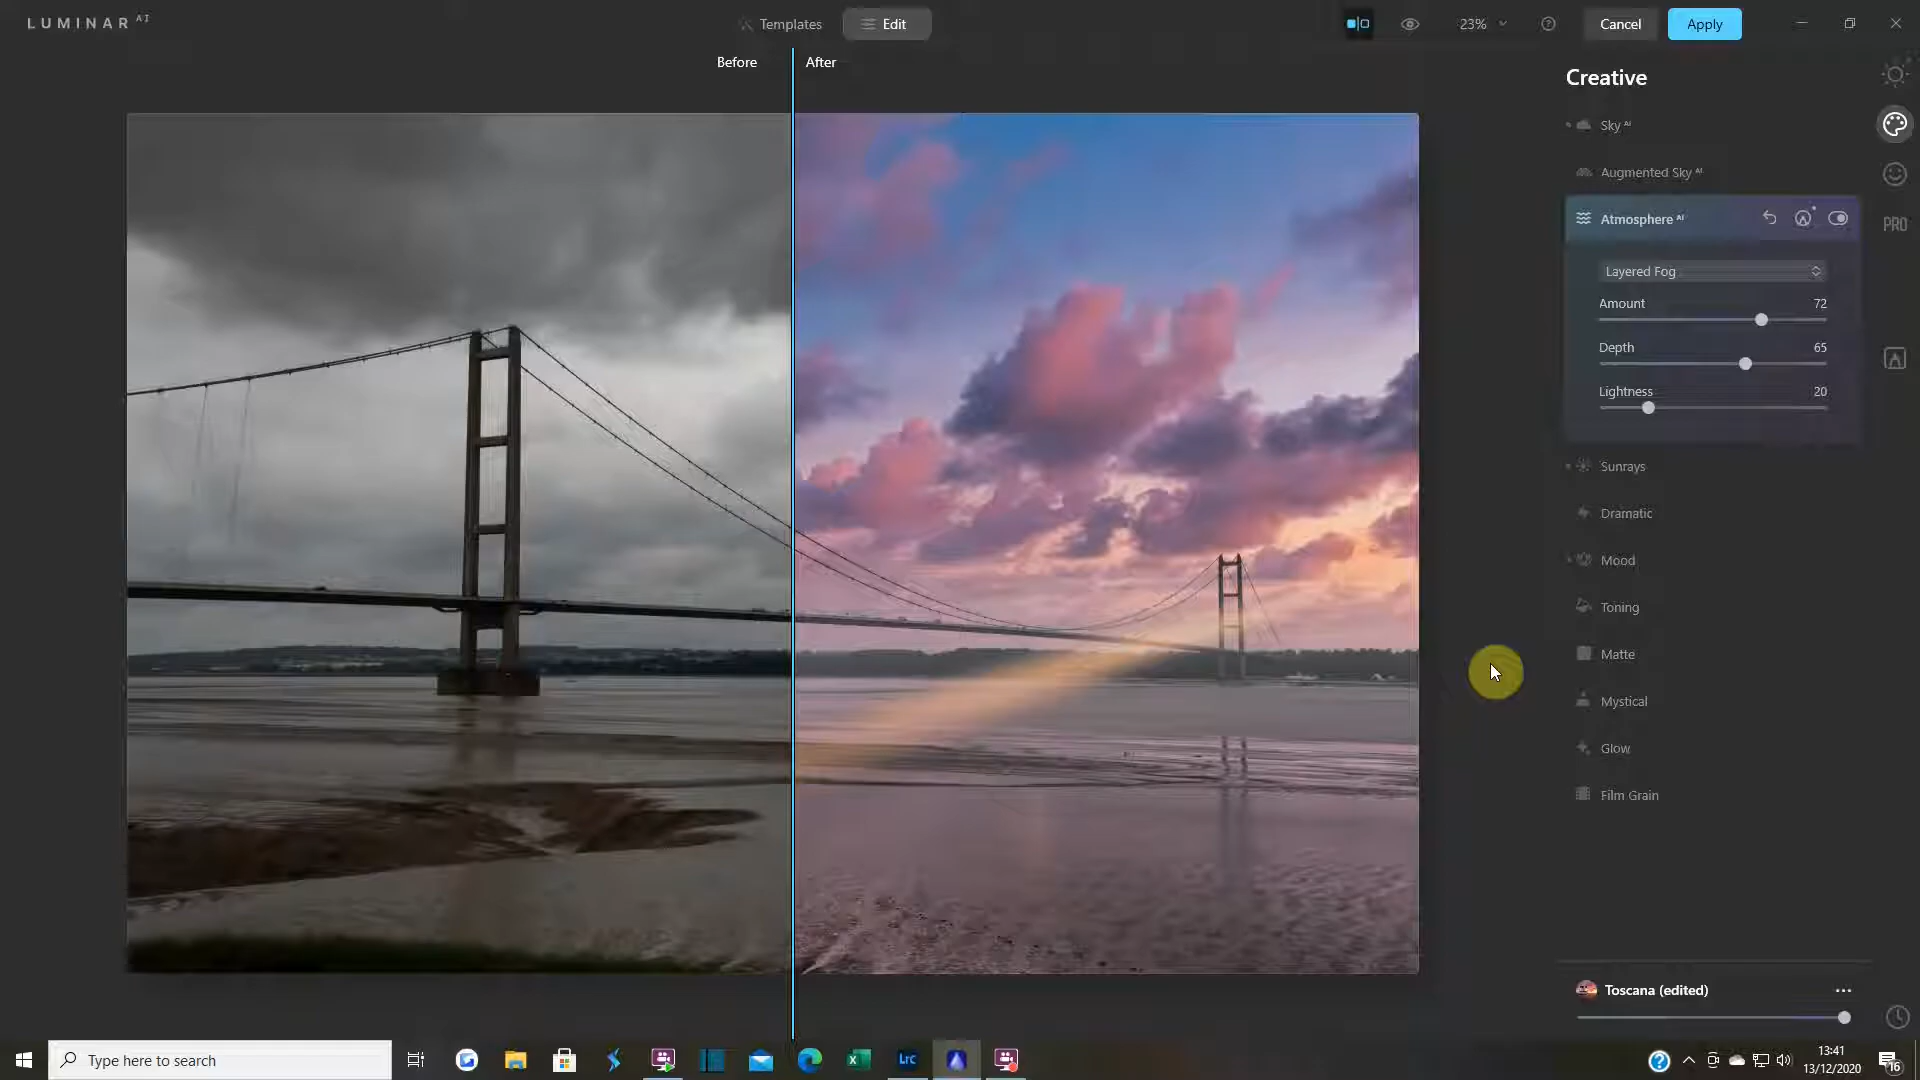 LUMINAR AI
Templates
Edit
23%
Cancel
Apply
Before
After
Creative
Sky AI
Augmented Sky AI
Atmosphere AI
PRO
Layered Fog
Amount 72
Depth 65
Lightness 20
Sunrays
Dramatic
Mood
Toning
Matte
Mystical
Glow
Film Grain
Toscana (edited)
Type here to search
Lrc
13:41
13/12/2020
16